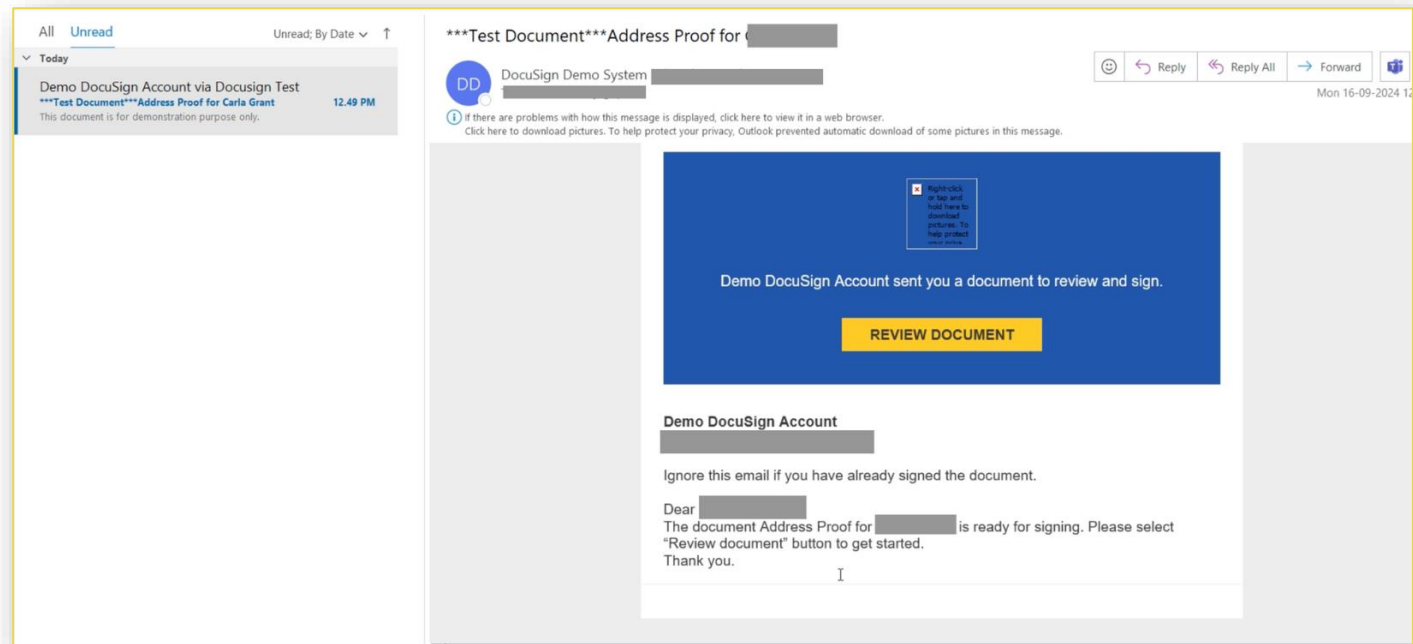 All Unread Unread; By Date
Today
Demo DocuSign Account via Docusign Test
***Test Document***Address Proof for Carla Grant 12.49 PM
This document is for demonstration purpose only.
***Test Document***Address Proof for
DD
DocuSign Demo System
Reply Reply All Forward
Mon 16-09-2024 12
If there are problems with how this message is displayed, click here to view it in a web browser.
Click here to download pictures. To help protect your privacy, Outlook prevented automatic download of some pictures in this message.
Right-click
or tap and
hold here to
download
pictures. To
help protect
Demo DocuSign Account sent you a document to review and sign.
REVIEW DOCUMENT
Demo DocuSign Account
Ignore this email if you have already signed the document.
Dear
The document Address Proof for is ready for signing. Please select
“Review document” button to get started.
Thank you.